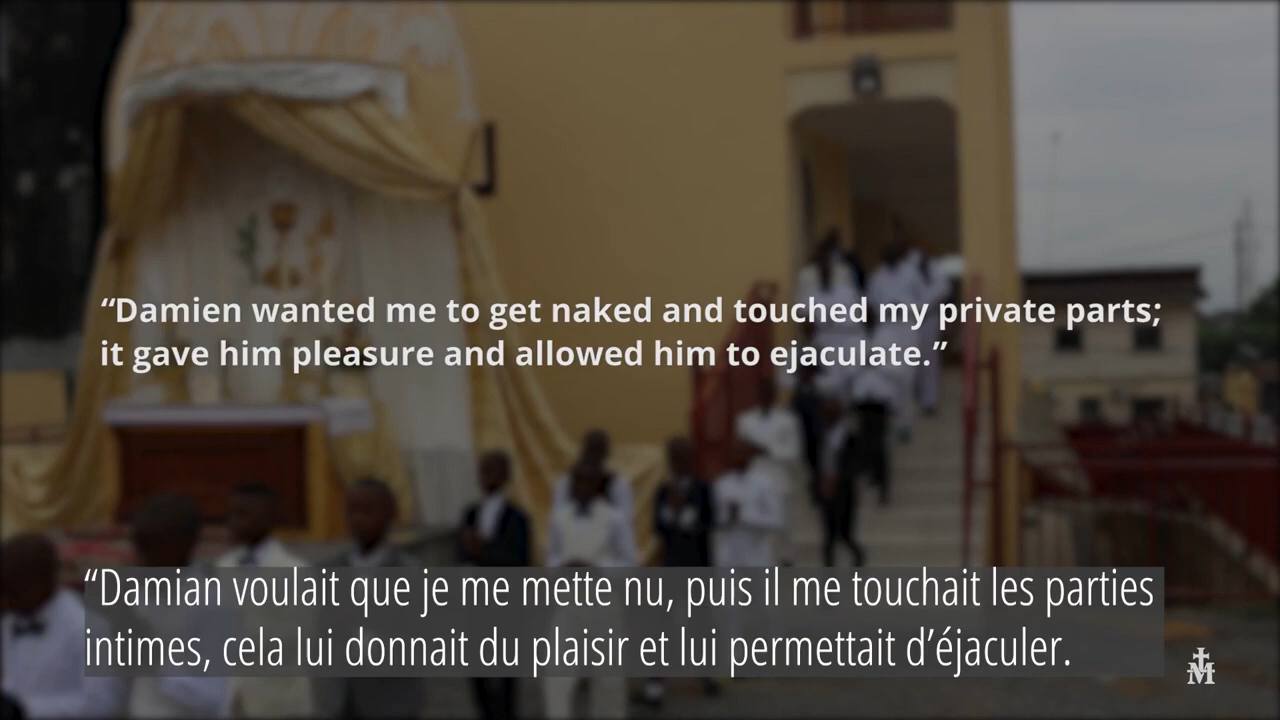 “Damien wanted me to get naked and touched my private parts;
it gave him pleasure and allowed him to ejaculate.”
“Damian voulait que je me mette nu, puis il me touchait les parties
intimes, cela lui donnait du plaisir et lui permettait d’éjaculer.